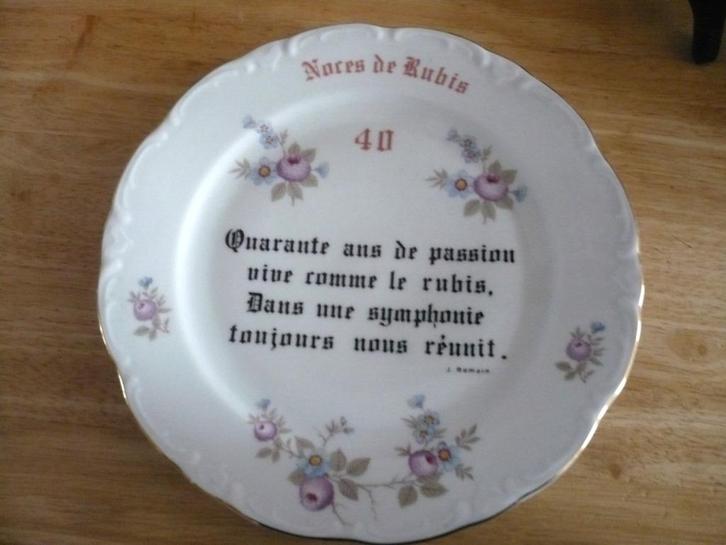 Noces de Rubis
40
Quarante ans de passion
vive comme le rubis.
Dans une symphonie
toujours nous réunit.
J. Romain